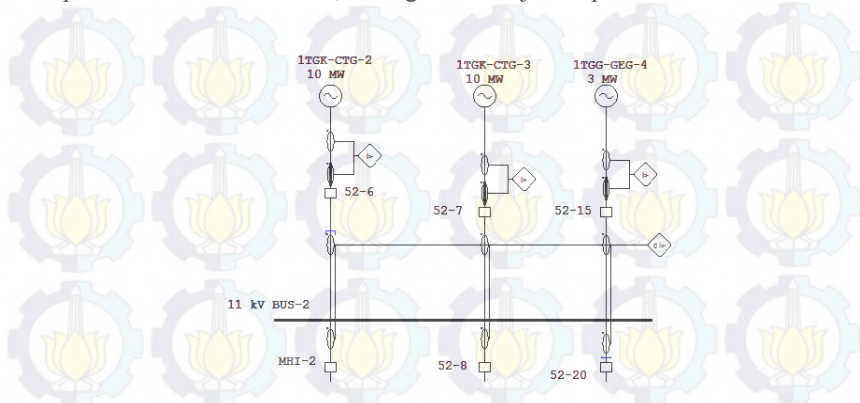 1TGK-CTG-2
10 MW
1TGK-CTG-3
10 MW
1TGG-GEG-4
3 MW
I>
I>
I>
52-6
52-7
52-15
d I>
11 kV BUS-2
MHI-2
52-8
52-20